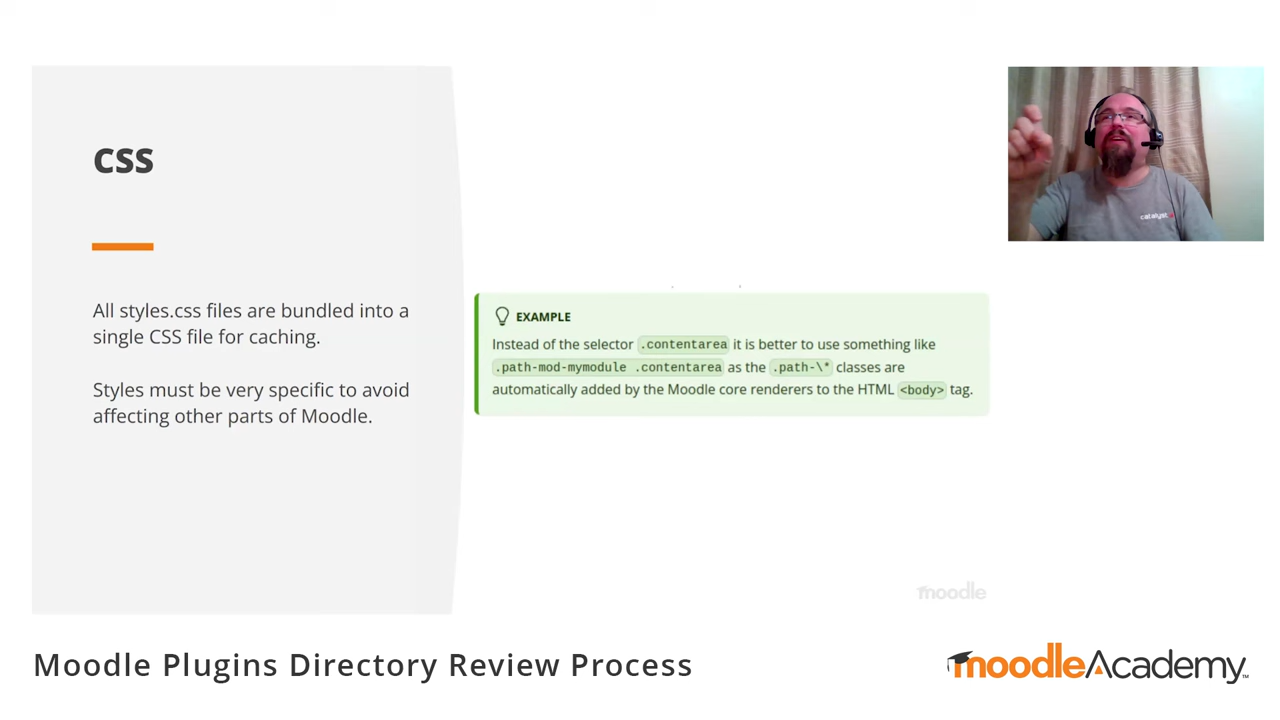 CSS
All styles.css files are bundled into a
single CSS file for caching.
Styles must be very specific to avoid
affecting other parts of Moodle.
EXAMPLE
Instead of the selector .contentarea it is better to use something like
.path-mod-mymodule .contentarea as the .path-\* classes are
automatically added by the Moodle core renderers to the HTML <body> tag.
catalyst
moodle
Moodle Plugins Directory Review Process
moodleAcademy™